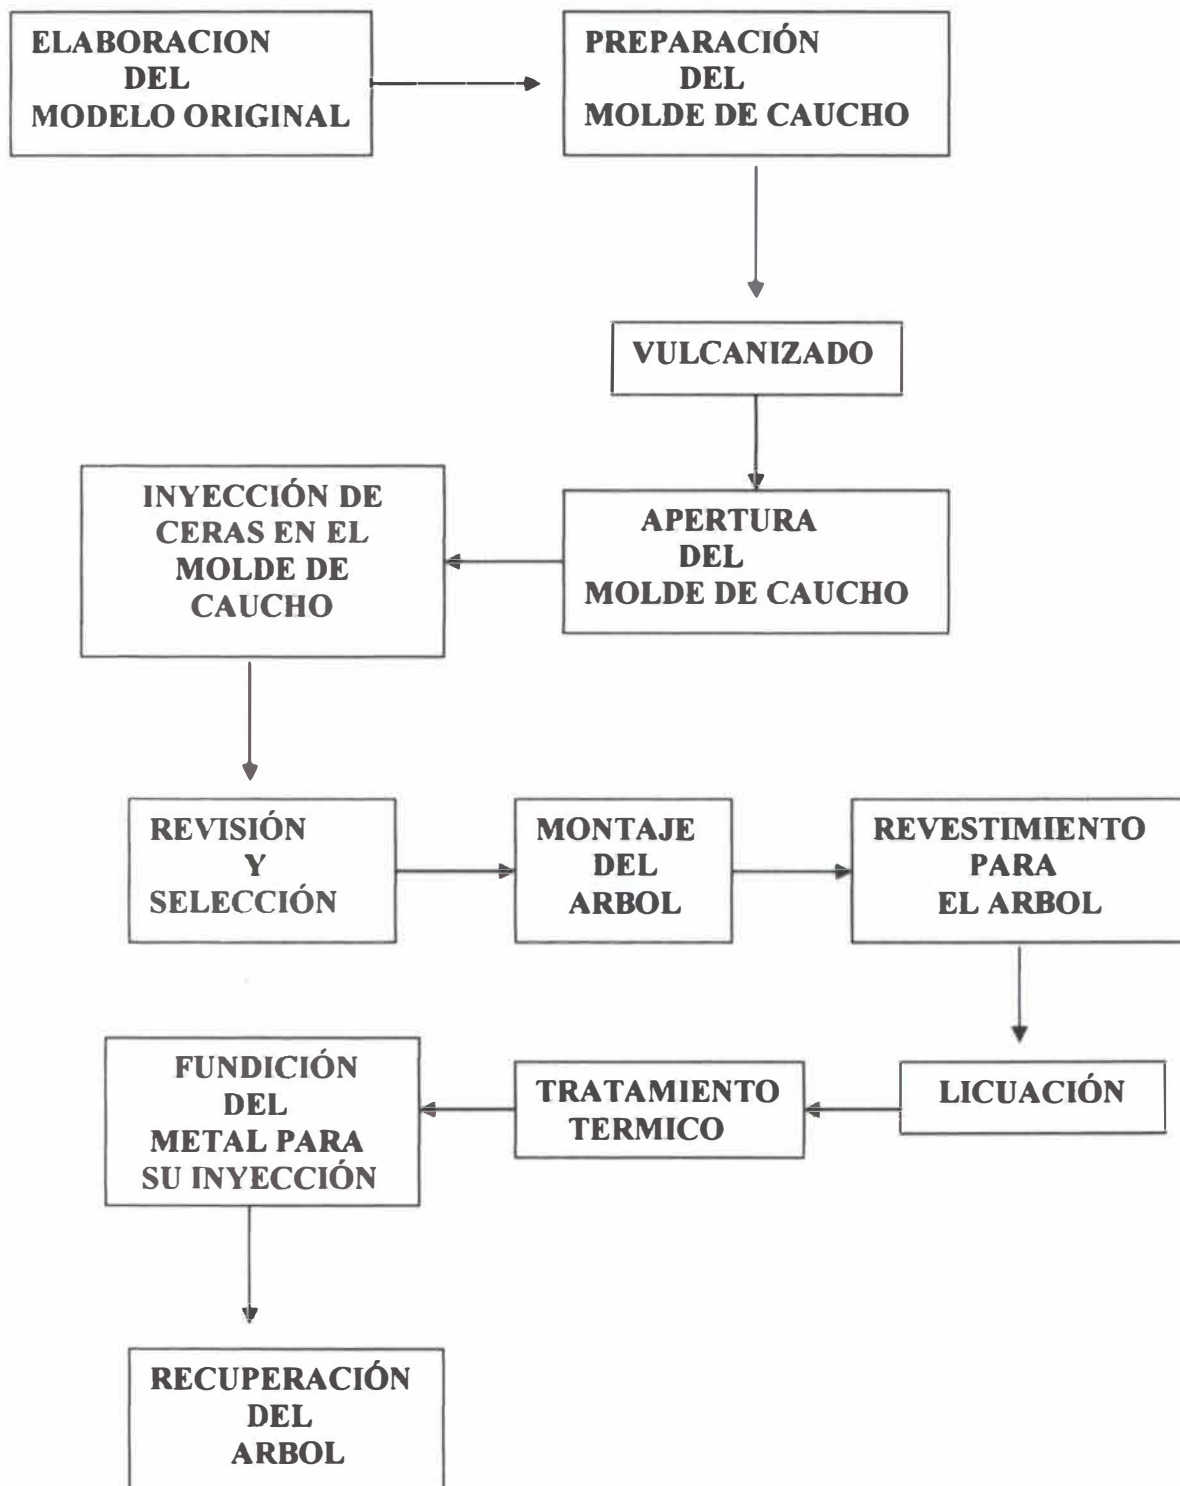 ELABORACION
DEL
MODELO ORIGINAL
PREPARACIÓN
DEL
MOLDE DE CAUCHO
VULCANIZADO
APERTURA
DEL
MOLDE DE CAUCHO
INYECCIÓN DE
CERAS EN EL
MOLDE DE
CAUCHO
REVISIÓN
Y
SELECCIÓN
MONTAJE
DEL
ARBOL
REVESTIMIENTO
PARA
EL ARBOL
LICUACIÓN
TRATAMIENTO
TERMICO
FUNDICIÓN
DEL
METAL PARA
SU INYECCIÓN
RECUPERACIÓN
DEL
ARBOL